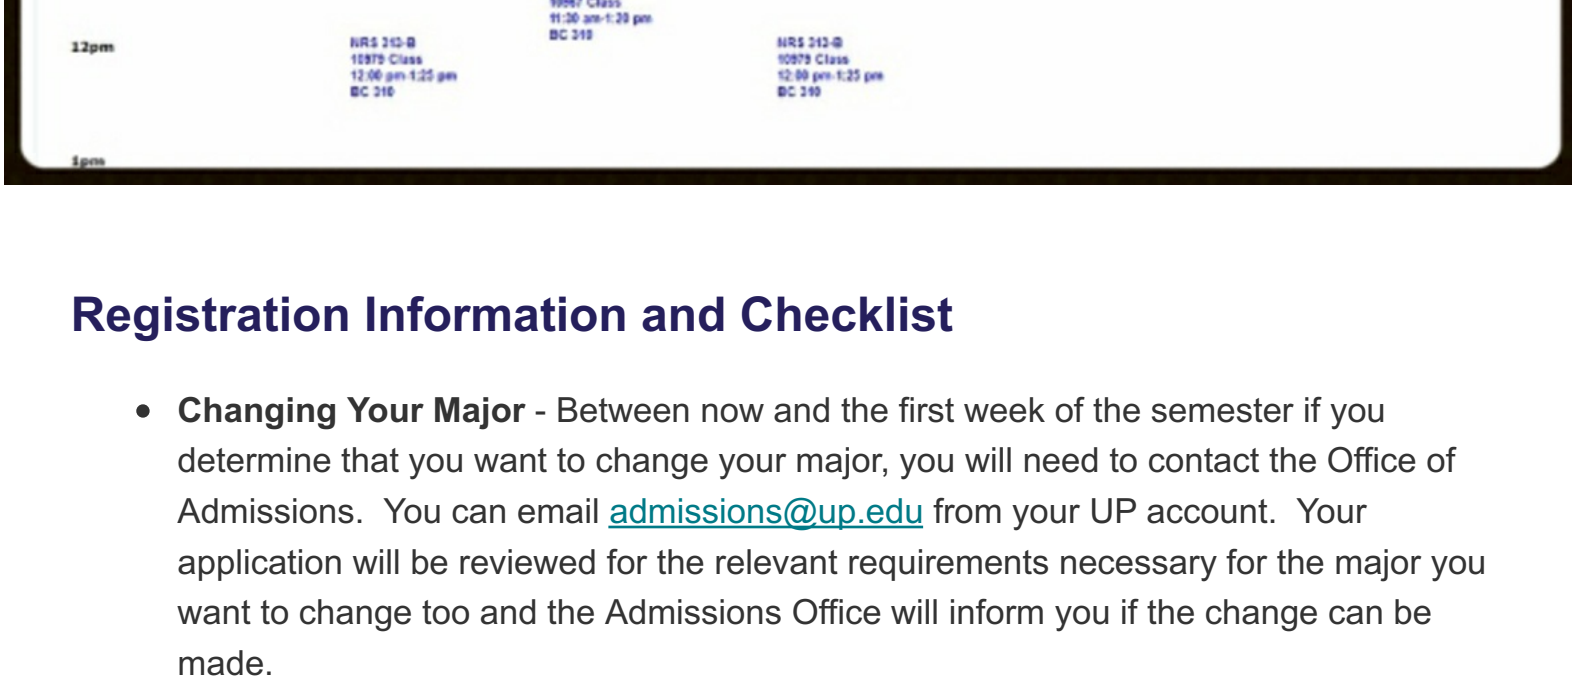 10967 Class
11:30 am-1:20 pm
BC 310
12pm
NRS 313-B
10979 Class
12:00 pm-1:25 pm
BC 310
NRS 313-B
10979 Class
12:00 pm-1:25 pm
BC 310
1pm
Registration Information and Checklist
• Changing Your Major - Between now and the first week of the semester if you
determine that you want to change your major, you will need to contact the Office of
Admissions. You can email admissions@up.edu from your UP account. Your
application will be reviewed for the relevant requirements necessary for the major you
want to change too and the Admissions Office will inform you if the change can be
made.